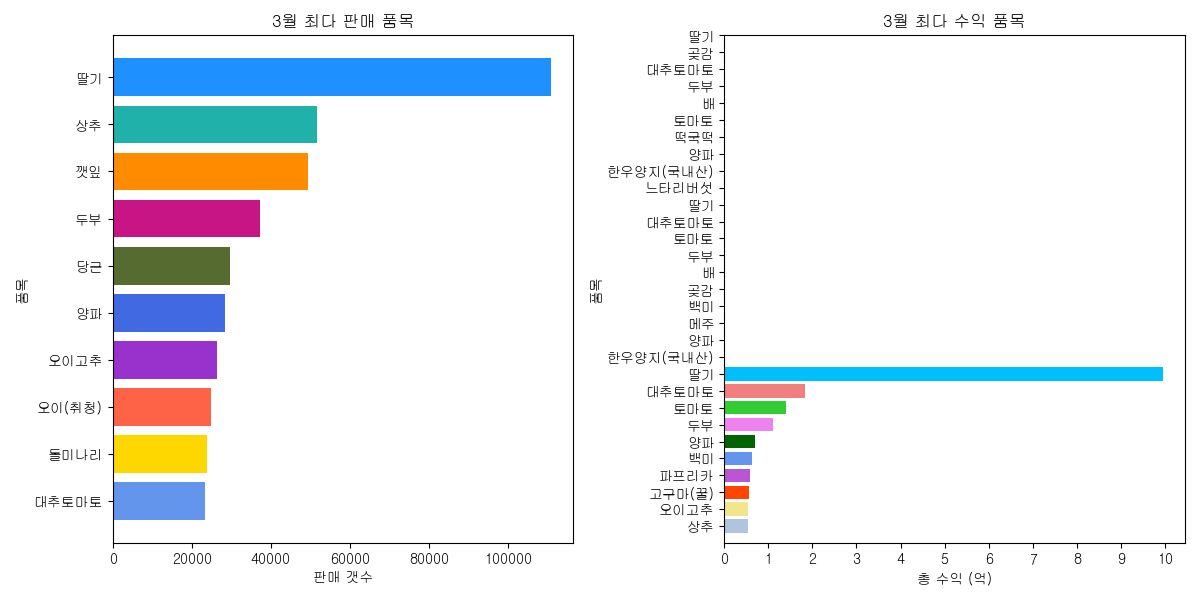 3월 최다 판매 품목
품목
딸기
상추
깻잎
두부
당근
양파
오이고추
오이(취청)
돌미나리
대추토마토
0 20000 40000 60000 80000 100000
판매 갯수
3월 최다 수익 품목
품목
딸기
곶감
대추토마토
두부
배
토마토
떡국떡
양파
한우양지(국내산)
느타리버섯
딸기
대추토마토
토마토
두부
배
곶감
백미
메주
양파
한우양지(국내산)
딸기
대추토마토
토마토
두부
양파
백미
파프리카
고구마(꿀)
오이고추
상추
0 1 2 3 4 5 6 7 8 9 10
총 수익 (억)